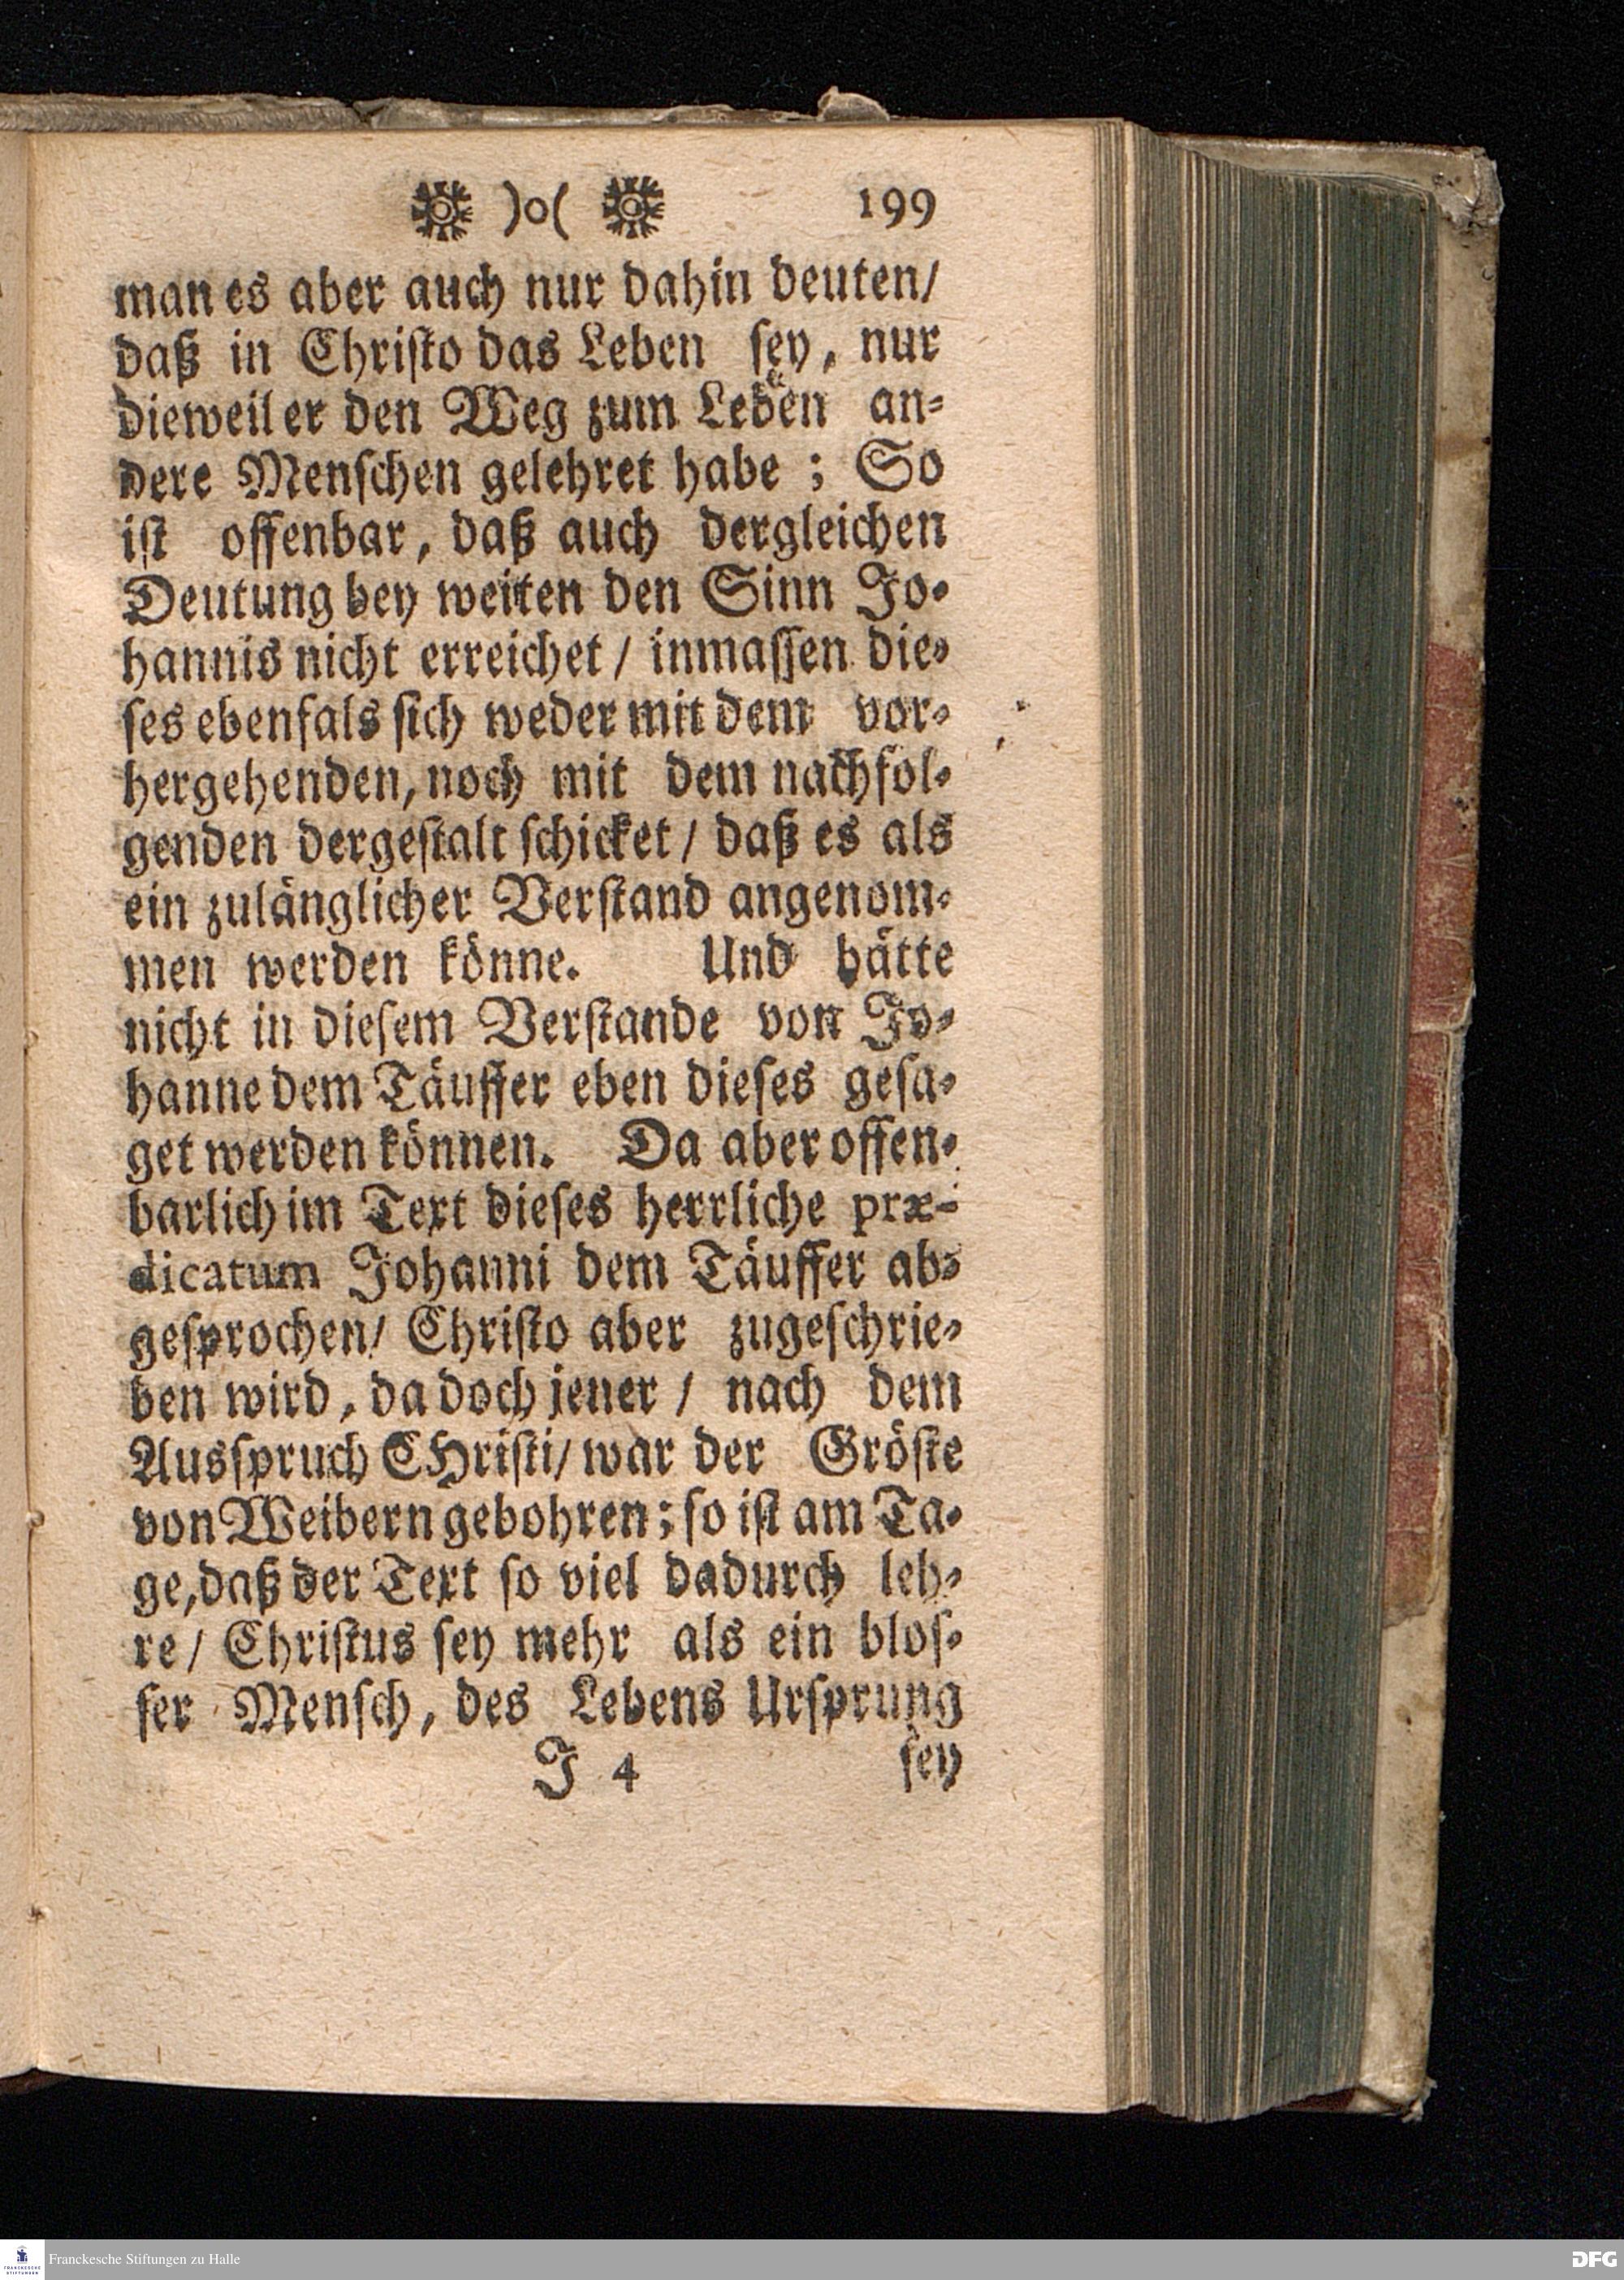 )o( 199
man es aber auch nur dahin deuten/
daß in Chriſto das Leben ſey, nur
dieweil er den Weg zum Leben an-
dere Menſchen gelehret habe ; So
iſt offenbar, daß auch dergleichen
Deutung bey weiten den Sinn Jo-
hannis nicht erreichet / inmaſſen die-
ſes ebenfals ſich weder mit dem vor-
hergehenden, noch mit dem nachfol-
genden dergeſtalt ſchicket / daß es als
ein zulänglicher Verſtand angenom-
men werden könne. Und hätte
nicht in dieſem Verſtande von Jo-
hanne dem Täuffer eben dieſes geſa-
get werden können. Da aber offen-
barlich im Text dieſes herrliche præ-
dicatum Johanni dem Täuffer ab-
geſprochen/ Chriſto aber zugeſchrie-
ben wird, da doch jener / nach dem
Ausſpruch CHriſti/ war der Gröſte
von Weibern gebohren; ſo iſt am Ta-
ge, daß der Text ſo viel dadurch leh-
re / Chriſtus ſey mehr als ein bloſ-
ſer Menſch, des Lebens Urſprung
J 4 ſey
Franckesche Stiftungen zu Halle
DFG